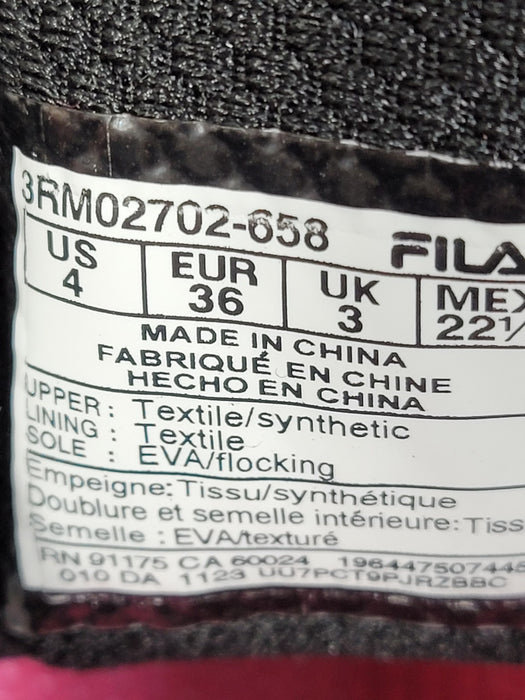 3RM02702-658 FILA
US 4 EUR 36 UK 3 MEX 22½
MADE IN CHINA
FABRIQUÉ EN CHINE
HECHO EN CHINA
UPPER : Textile/synthetic
LINING : Textile
SOLE : EVA/flocking
Empeigne: Tissu/synthétique
Doublure et semelle intérieure: Tiss
Semelle : EVA/texturé
RN 91175 CA 60024 196447507445
010 DA 1123 UU7PCT9PJRZBBC